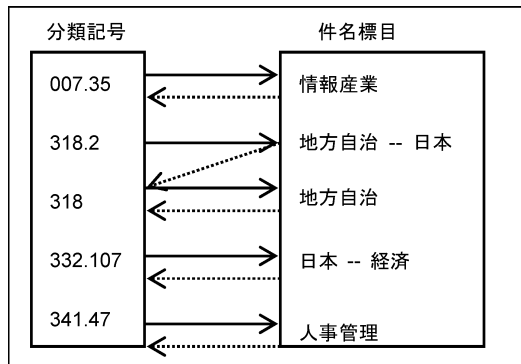 分類記号 件名標目
007.35 情報産業
318.2 地方自治 -- 日本
318 地方自治
332.107 日本 -- 経済
341.47 人事管理